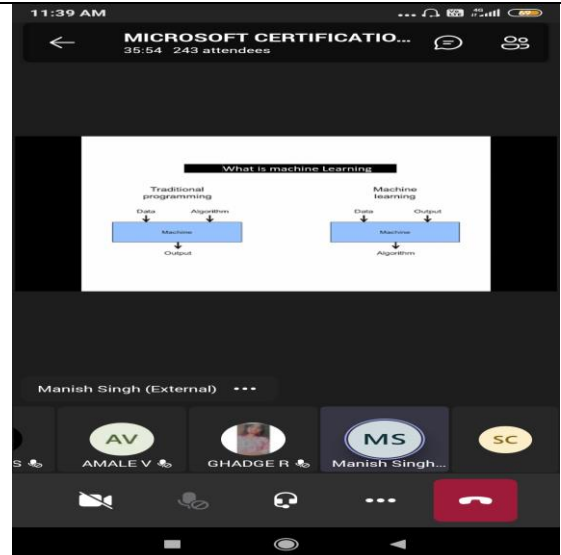 11:39 AM ... 4G
MICROSOFT CERTIFICATIO...
35:54 243 attendees
What is machine Learning
Traditional
programming
Machine
learning
Data Algorithm
Data Output
Machine
Machine
Output
Algorithm
Manish Singh (External) •••
AV
MS
SC
S
AMALE V
GHADGE R
Manish Singh...